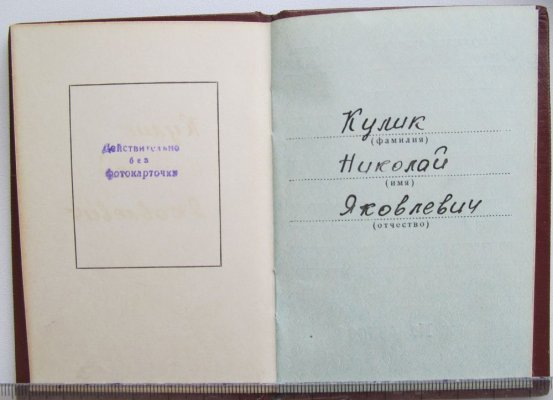 Действительно
без
фотокарточки
Кулик
(фамилия)
Николай
(имя)
Яковлевич
(отчество)